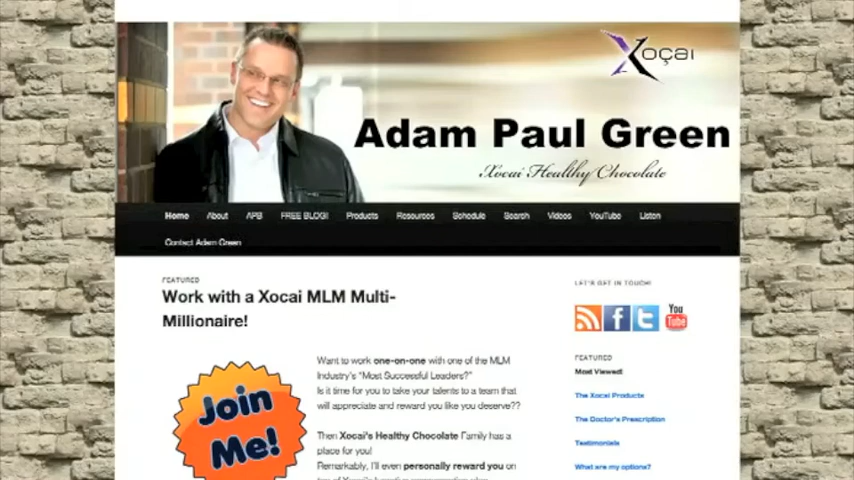 Xoçai
Adam Paul Green
Xocai Healthy Chocolate
Home About APB FREE BLOG! Products Resources Schedule Search Videos YouTube Listen
Contact Adam Green
FEATURED
Work with a Xocai MLM Multi-
Millionaire!
Join
Me!
Want to work one-on-one with one of the MLM
Industry's "Most Successful Leaders?"
Is it time for you to take your talents to a team that
will appreciate and reward you like you deserve??
Then Xocai's Healthy Chocolate Family has a
place for you!
Remarkably, I'll even personally reward you on
LET'S GET IN TOUCH!
You
Tube
FEATURED
Most Viewed!
The Xocai Products
The Doctor's Prescription
Testimonials
What are my options?